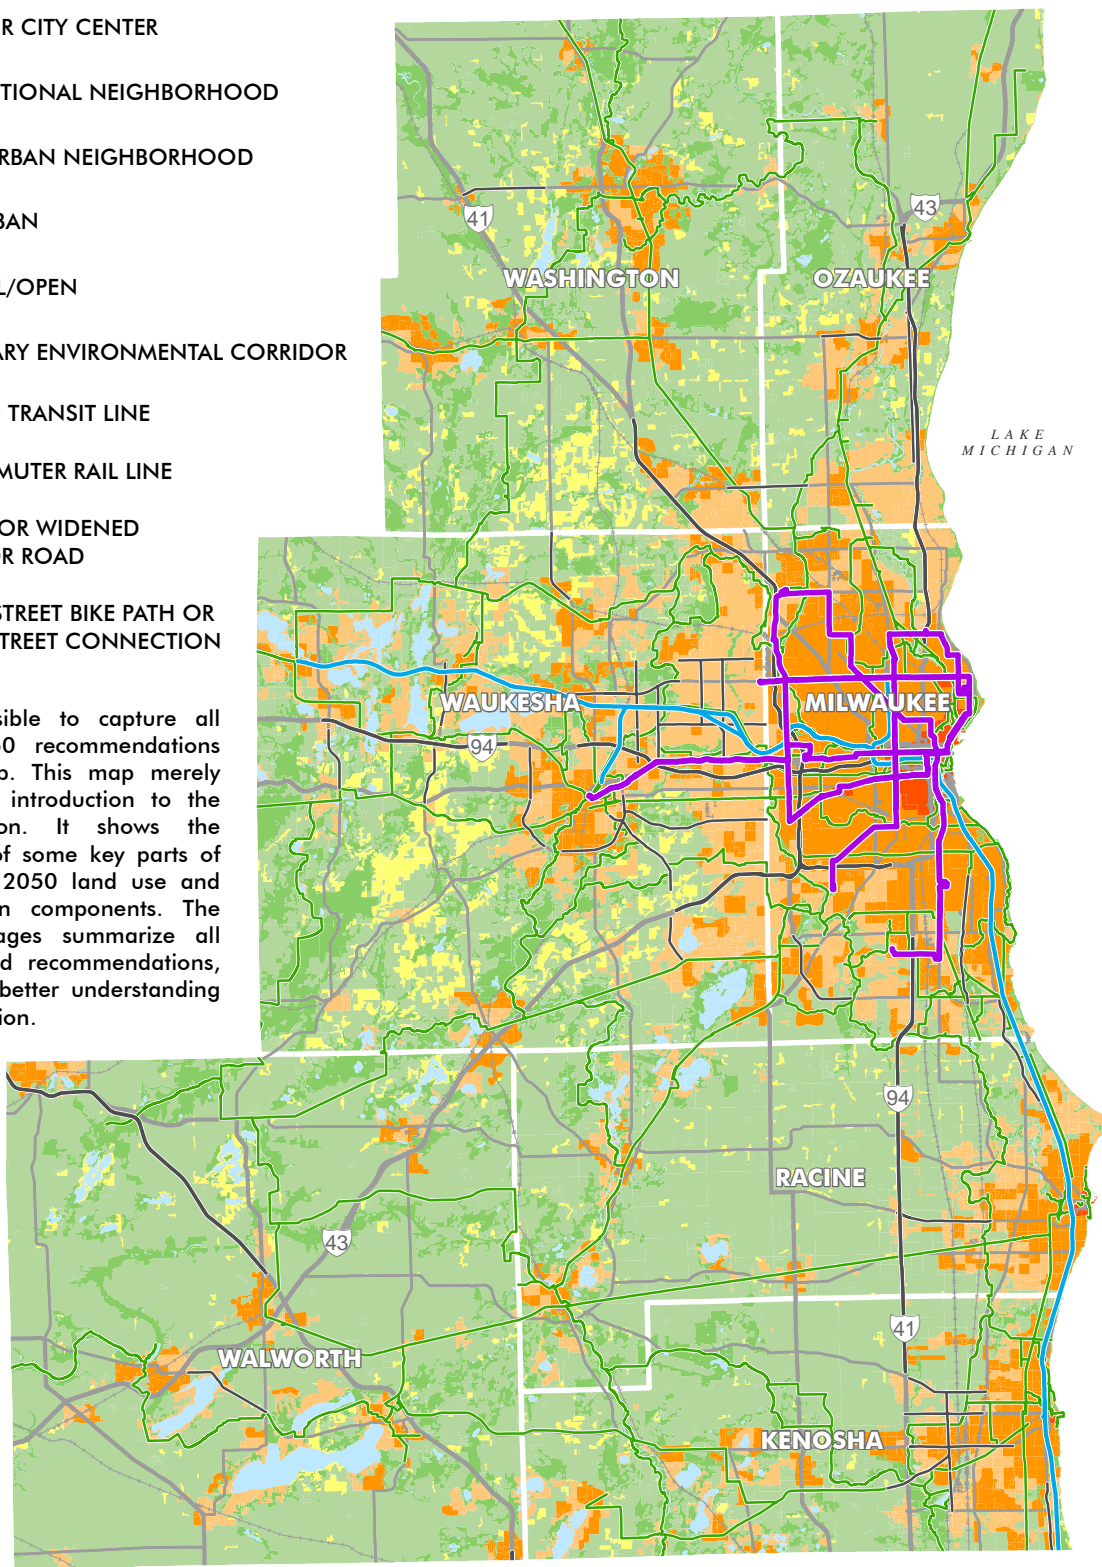 R CITY CENTER
TIONAL NEIGHBORHOOD
RBAN NEIGHBORHOOD
BAN
L/OPEN
ARY ENVIRONMENTAL CORRIDOR
TRANSIT LINE
MUTER RAIL LINE
OR WIDENED
OR ROAD
STREET BIKE PATH OR
STREET CONNECTION
sible to capture all
50 recommendations
p. This map merely
introduction to the
on. It shows the
of some key parts of
2050 land use and
n components. The
ages summarize all
d recommendations,
better understanding
ion.
41
43
WASHINGTON
OZAUKEE
LAKE
MICHIGAN
WAUKESHA
MILWAUKEE
94
94
RACINE
43
41
WALWORTH
KENOSHA